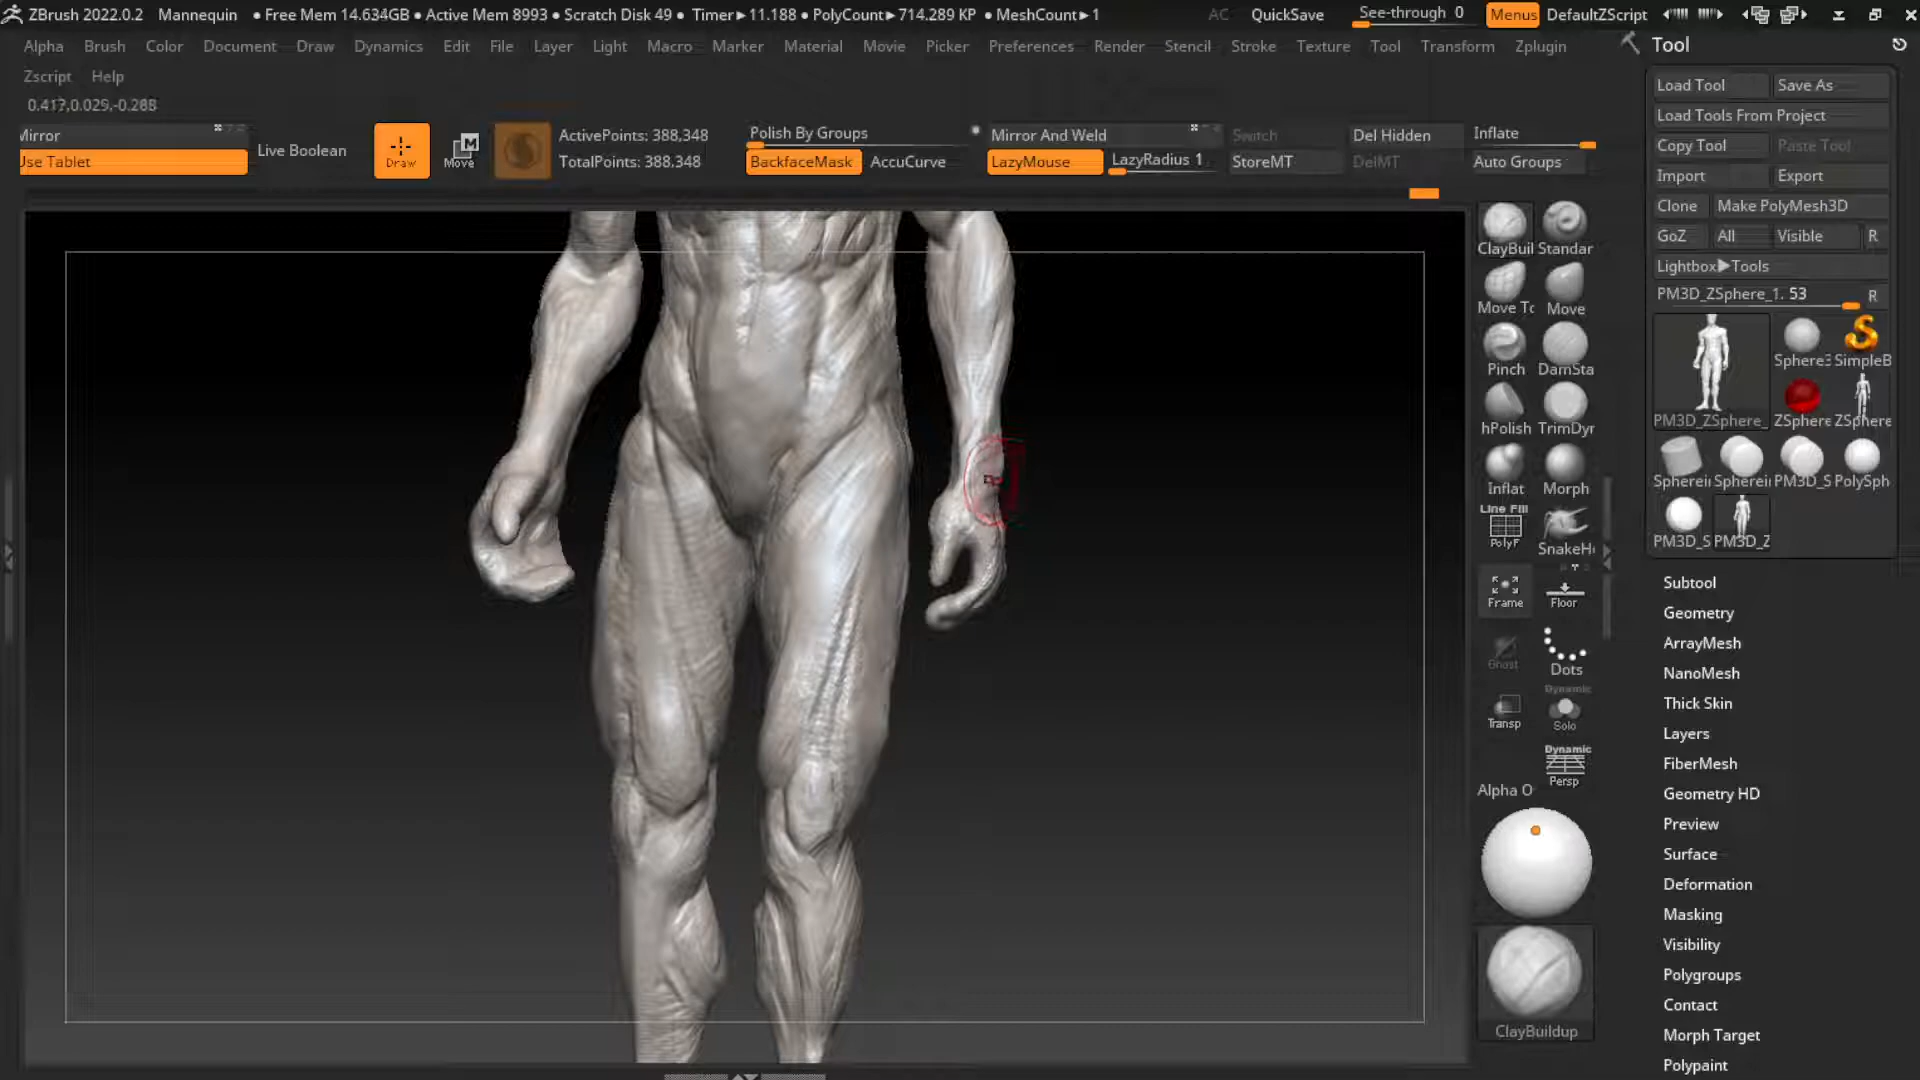 ZBrush 2022.0.2 Mannequin • Free Mem 14.634GB • Active Mem 8993 • Scratch Disk 49 • Timer▶11.188 • PolyCount▶714.289 KP • MeshCount▶1 AC QuickSave See-through 0 Menus DefaultZScript
Alpha Brush Color Document Draw Dynamics Edit File Layer Light Macro Marker Material Movie Picker Preferences Render Stencil Stroke Texture Tool Transform Zplugin
Zscript Help
0.417,0.029,-0.288
Mirror
Use Tablet
Live Boolean
Draw
Move
ActivePoints: 388,348
TotalPoints: 388,348
Polish By Groups
BackfaceMask AccuCurve
Mirror And Weld
LazyMouse LazyRadius 1
Switch Del Hidden Inflate
StoreMT DelMT Auto Groups
ClayBuil Standar
Move To Move
Pinch DamSta
hPolish TrimDyr
Inflat Morph
Line Fill
PolyF SnakeH
Frame Floor
Ghost Dots
Transp
Dynamic
Solo
Dynamic
Persp
Alpha O
ClayBuildup
Tool
Load Tool Save As
Load Tools From Project
Copy Tool Paste Tool
Import Export
Clone Make PolyMesh3D
GoZ All Visible R
Lightbox▶Tools
PM3D_ZSphere_1. 53 R
PM3D_ZSphere_ Sphere3 SimpleB
ZSphere ZSphere
Spherei Spherei PM3D_S PolySph
PM3D_S PM3D_Z
Subtool
Geometry
ArrayMesh
NanoMesh
Thick Skin
Layers
FiberMesh
Geometry HD
Preview
Surface
Deformation
Masking
Visibility
Polygroups
Contact
Morph Target
Polypaint